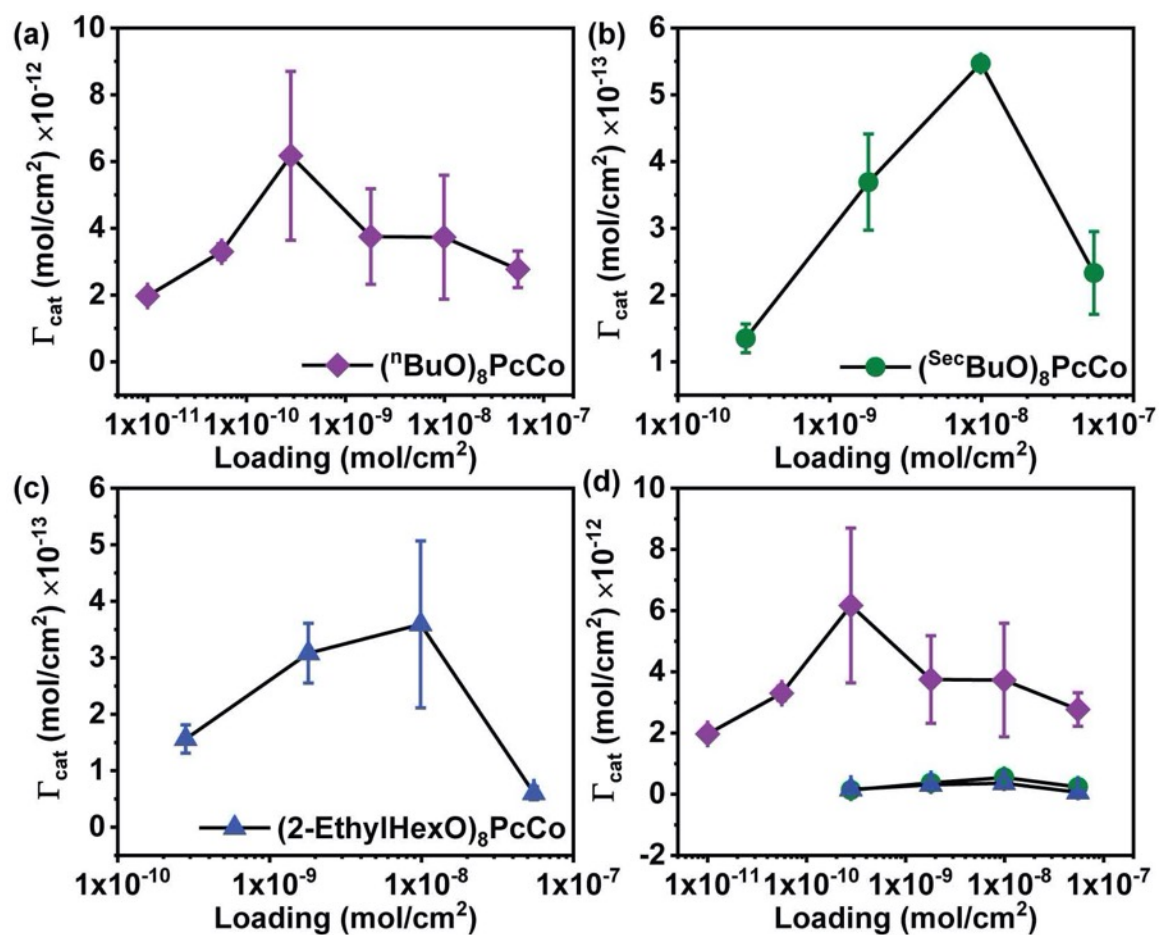 (a)
10
8
6
4
2
0
Γcat (mol/cm²) ×10⁻¹²
(ⁿBuO)₈PcCo
1x10⁻¹¹ 1x10⁻¹⁰ 1x10⁻⁹ 1x10⁻⁸ 1x10⁻⁷
Loading (mol/cm²)
(b)
6
5
4
3
2
1
Γcat (mol/cm²) ×10⁻¹³
(ˢᵉᶜBuO)₈PcCo
1x10⁻¹⁰ 1x10⁻⁹ 1x10⁻⁸ 1x10⁻⁷
Loading (mol/cm²)
(c)
6
5
4
3
2
1
0
Γcat (mol/cm²) ×10⁻¹³
(2-EthylHexO)₈PcCo
1x10⁻¹⁰ 1x10⁻⁹ 1x10⁻⁸ 1x10⁻⁷
Loading (mol/cm²)
(d)
10
8
6
4
2
0
-2
Γcat (mol/cm²) ×10⁻¹²
1x10⁻¹¹ 1x10⁻¹⁰ 1x10⁻⁹ 1x10⁻⁸ 1x10⁻⁷
Loading (mol/cm²)